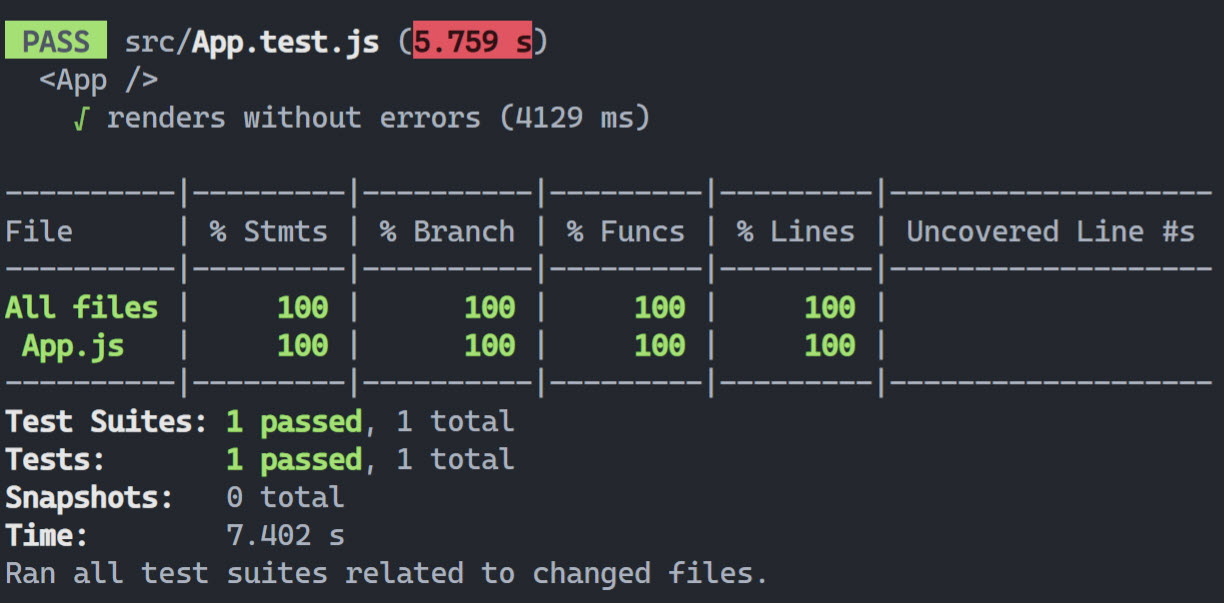 PASS src/App.test.js (5.759 s)
<App />
√ renders without errors (4129 ms)
----------|---------|----------|---------|---------|-------------------
File      | % Stmts | % Branch | % Funcs | % Lines | Uncovered Line #s
----------|---------|----------|---------|---------|-------------------
All files |     100 |      100 |     100 |     100 |
 App.js   |     100 |      100 |     100 |     100 |
----------|---------|----------|---------|---------|-------------------
Test Suites: 1 passed, 1 total
Tests:       1 passed, 1 total
Snapshots:   0 total
Time:        7.402 s
Ran all test suites related to changed files.